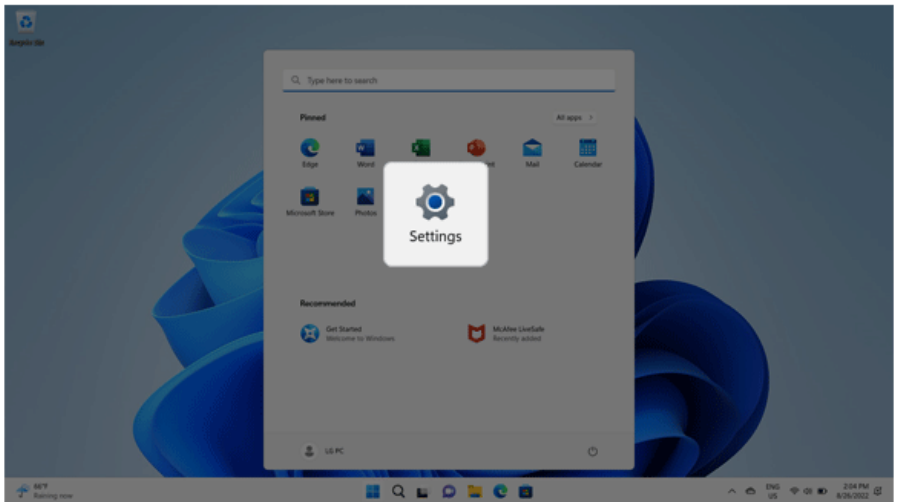 Recycle Bin
Type here to search
Pinned
All apps >
Edge
Word
nt
Mail
Calendar
Microsoft Store
Photos
Settings
Recommended
Get Started
Welcome to Windows
McAfee LiveSafe
Recently added
LG PC
66°F
Raining now
ENG
US
2:04 PM
8/26/2022